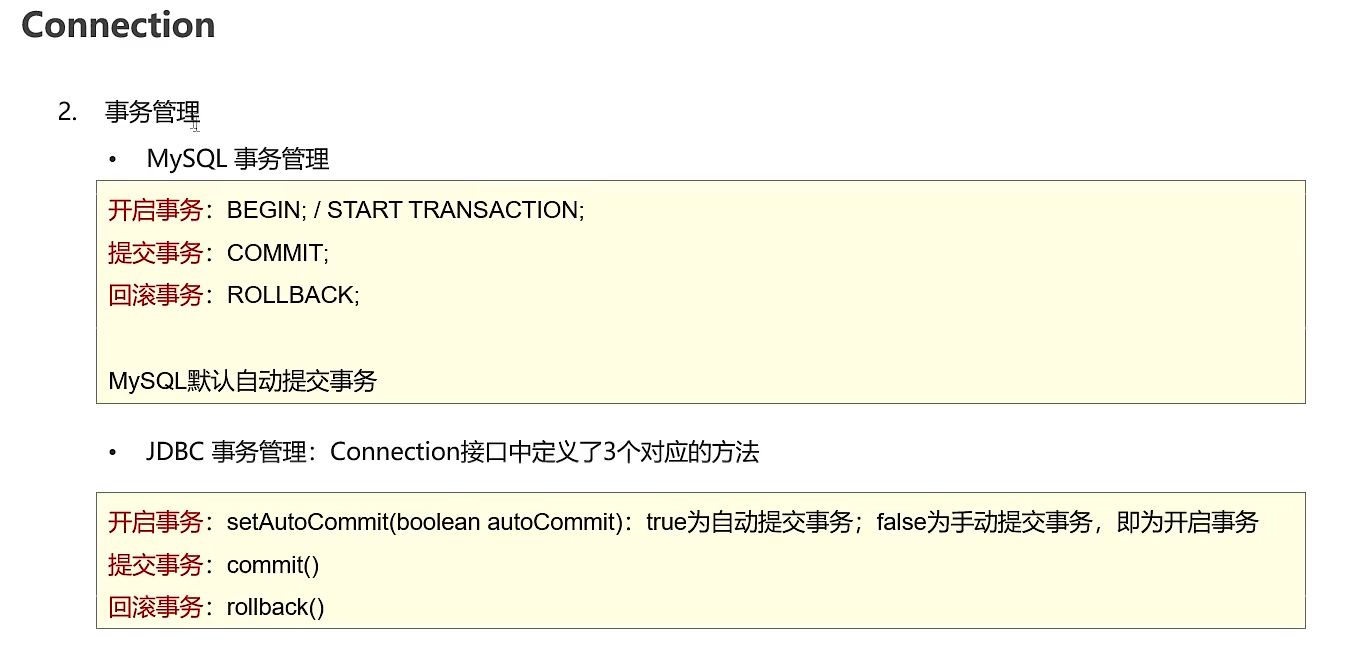 Connection
2. 事务管理
• MySQL 事务管理
开启事务：BEGIN; / START TRANSACTION;
提交事务：COMMIT;
回滚事务：ROLLBACK;
MySQL默认自动提交事务
• JDBC 事务管理：Connection接口中定义了3个对应的方法
开启事务：setAutoCommit(boolean autoCommit)：true为自动提交事务；false为手动提交事务，即为开启事务
提交事务：commit()
回滚事务：rollback()